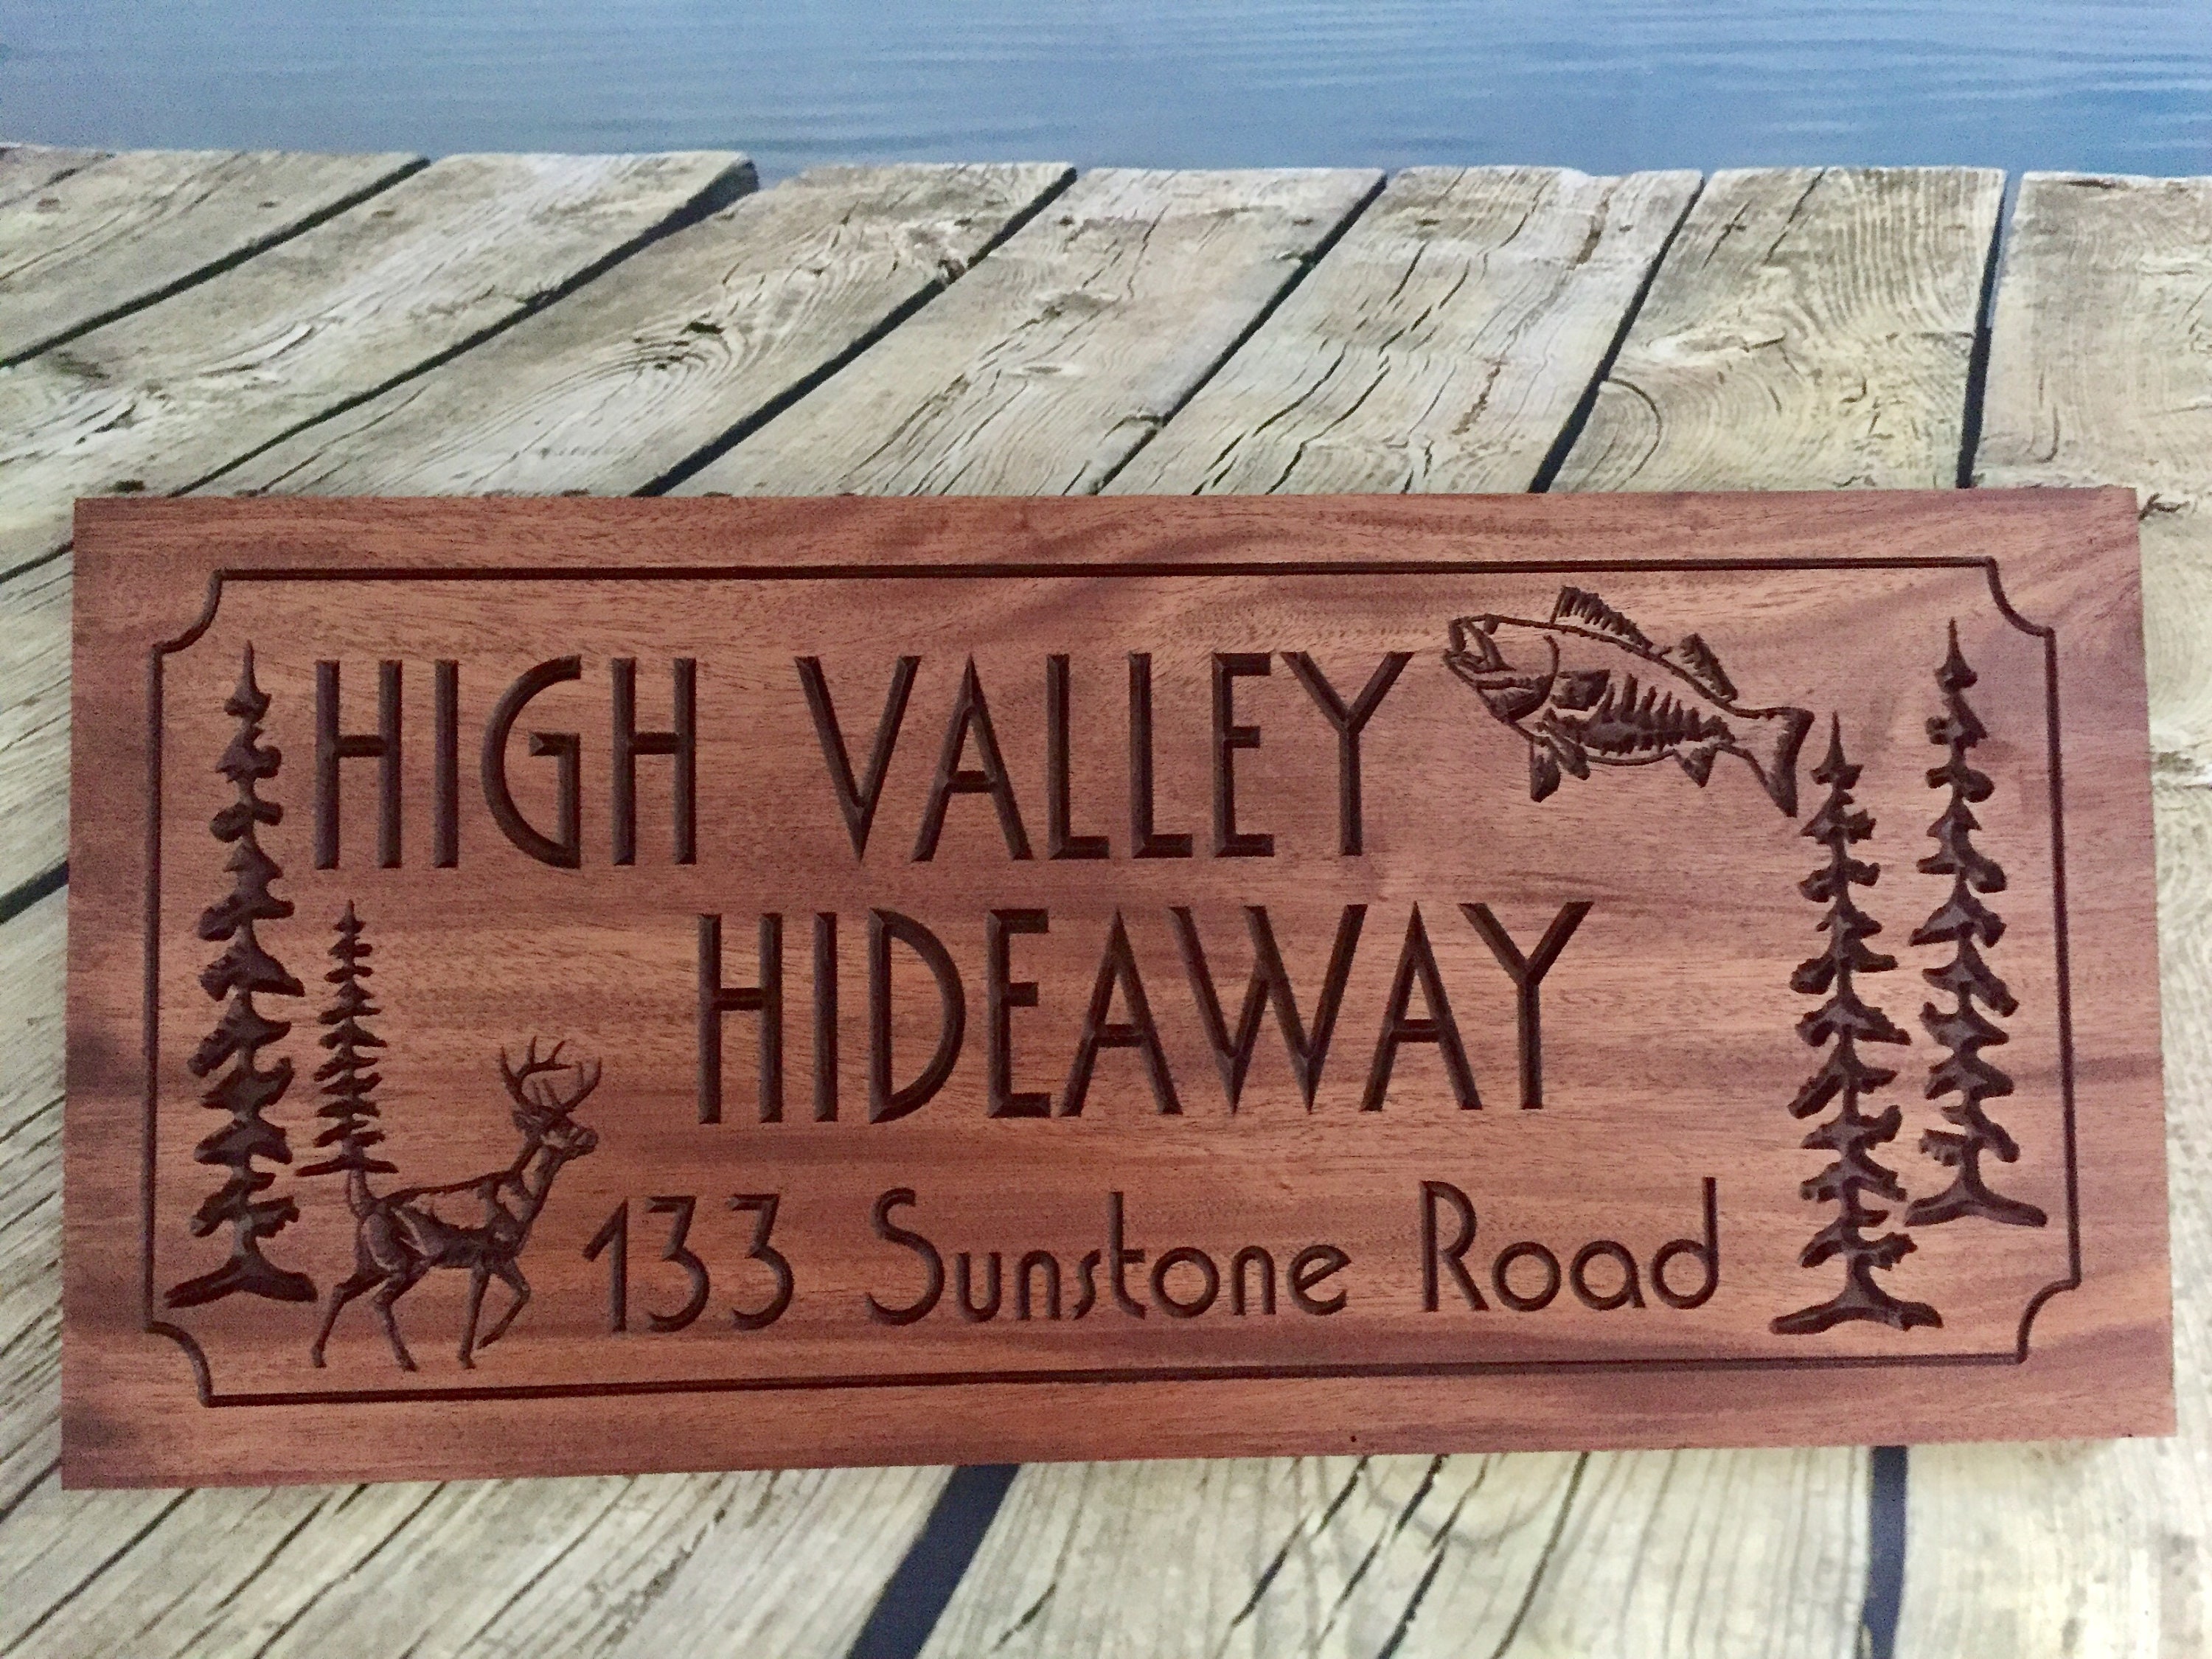 HIGH VALLEY
HIDEAWAY
133 Sunstone Road